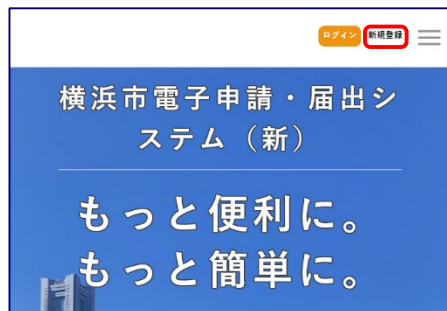 ログイン 新規登録
横浜市電子申請・届出シ
ステム（新）
もっと便利に。
もっと簡単に。